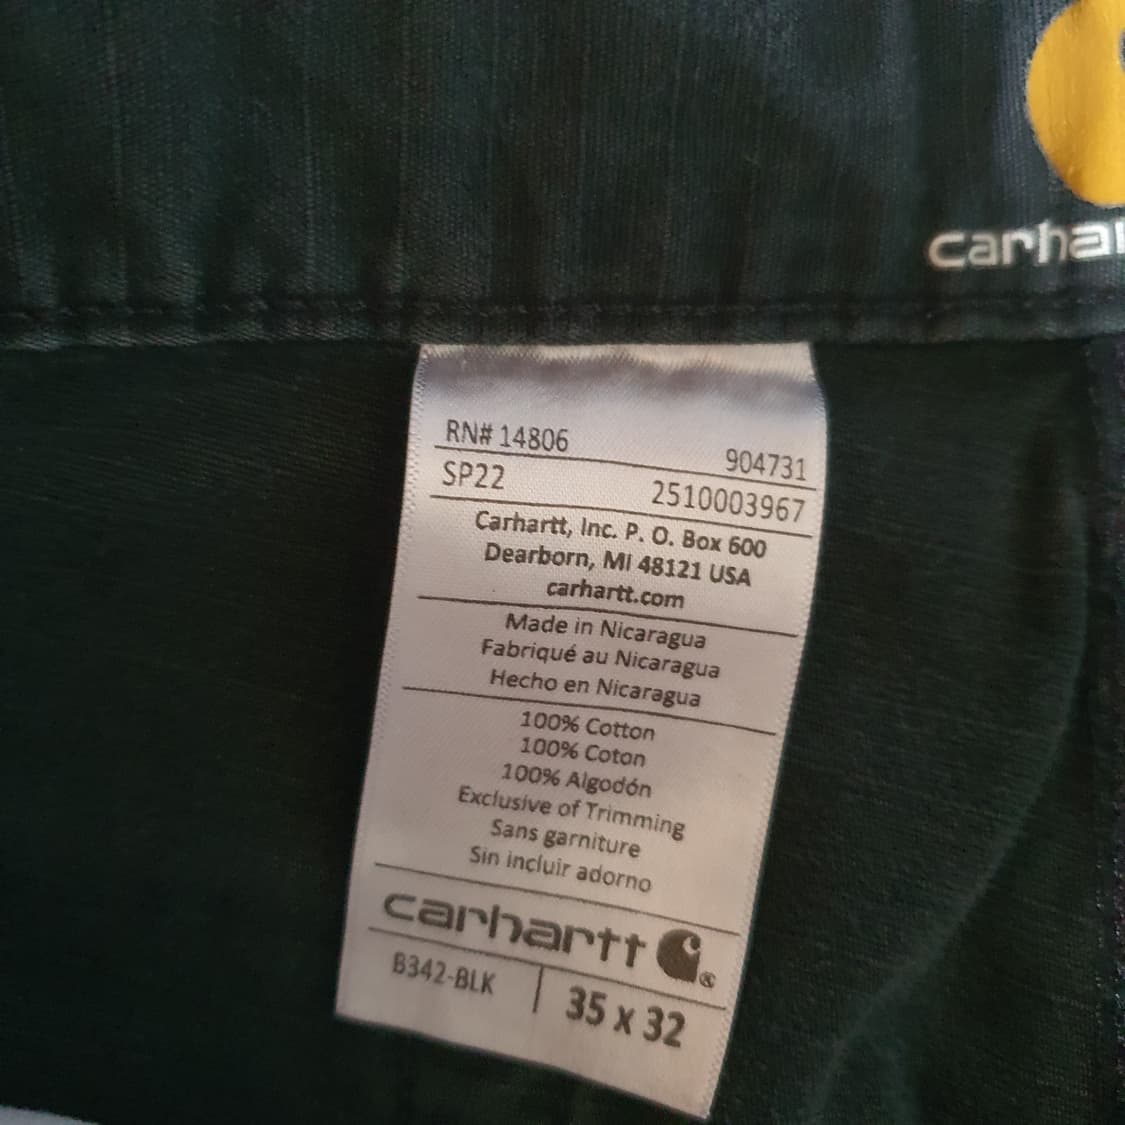 carhar
RN# 14806 904731
SP22 2510003967
Carhartt, Inc. P. O. Box 600
Dearborn, MI 48121 USA
carhartt.com
Made in Nicaragua
Fabriqué au Nicaragua
Hecho en Nicaragua
100% Cotton
100% Coton
100% Algodón
Exclusive of Trimming
Sans garniture
Sin incluir adorno
carhartt ®
B342-BLK | 35 x 32